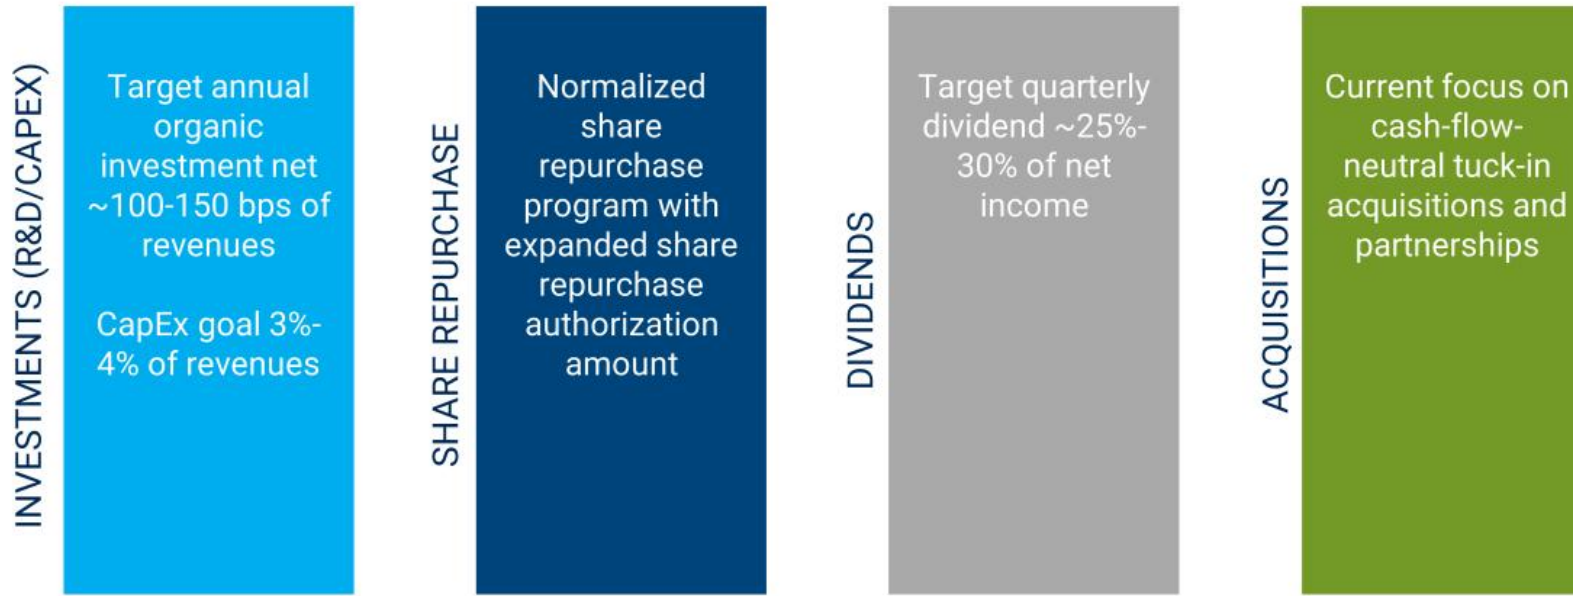 INVESTMENTS (R&D/CAPEX)
Target annual
organic
investment net
~100-150 bps of
revenues
CapEx goal 3%-
4% of revenues
SHARE REPURCHASE
Normalized
share
repurchase
program with
expanded share
repurchase
authorization
amount
DIVIDENDS
Target quarterly
dividend ~25%-
30% of net
income
ACQUISITIONS
Current focus on
cash-flow-
neutral tuck-in
acquisitions and
partnerships